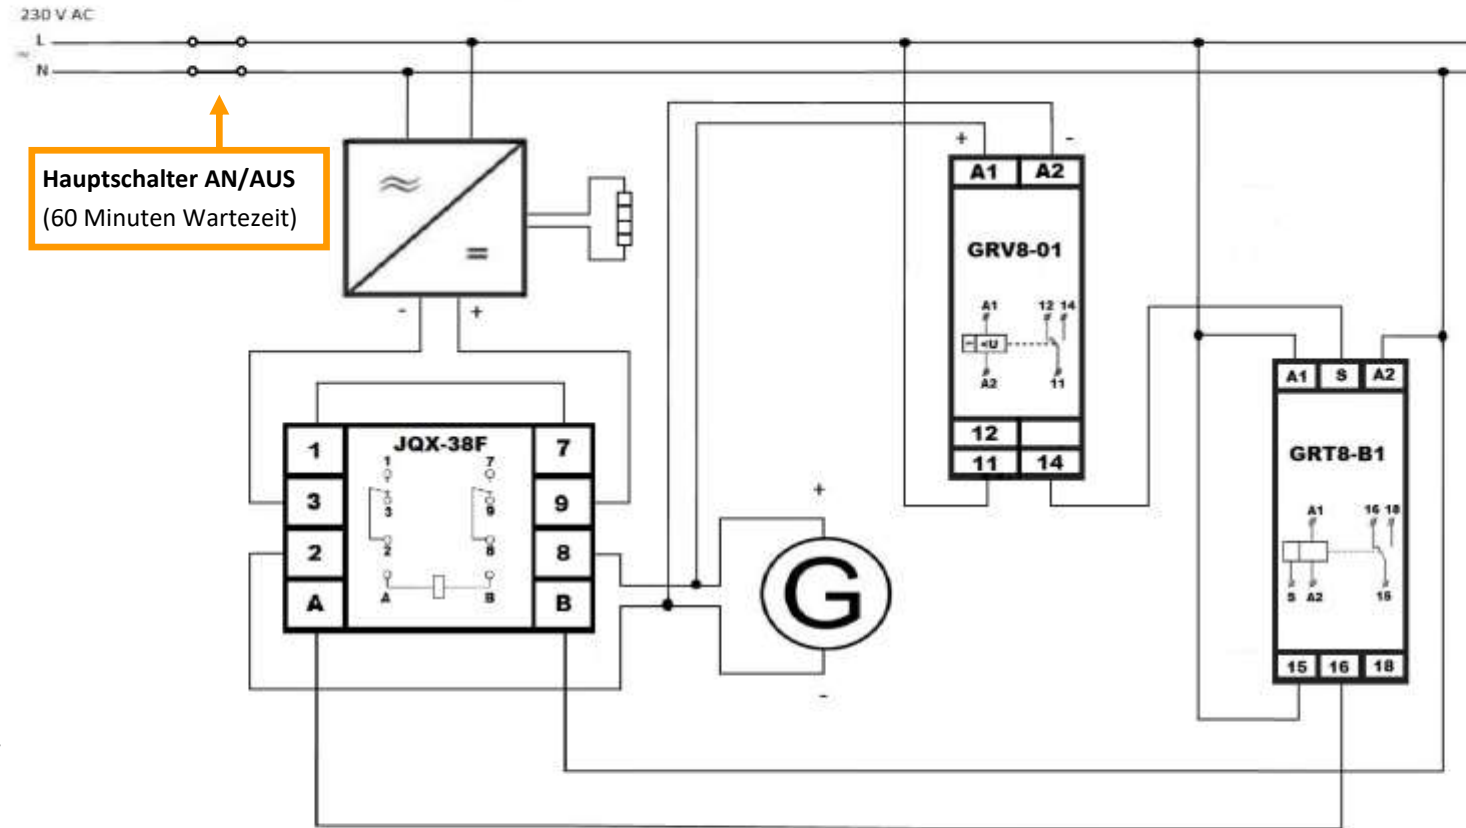 230 V AC
L
~
N
Hauptschalter AN/AUS
(60 Minuten Wartezeit)
≈
=
- +
+ -
A1 A2
GRV8-01
A1 12 14
<U
A2 11
12
11 14
A1 S A2
GRT8-B1
A1 16 18
S A2 15
15 16 18
JQX-38F
1 7
3 9
2 8
A B
1 7
3 9
2 8
A B
+
G
-